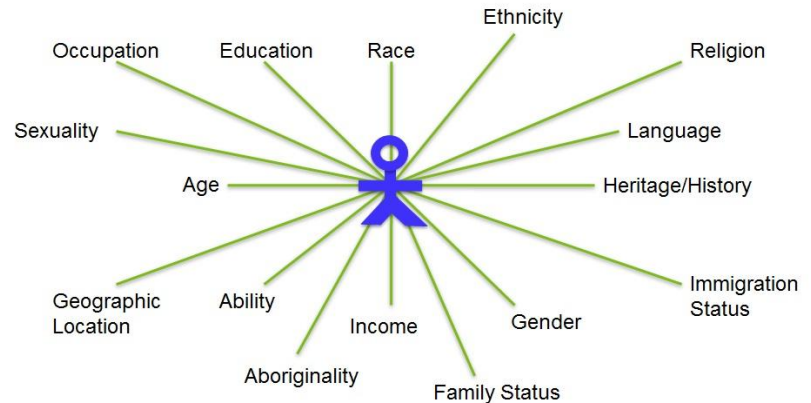 Ethnicity
Occupation
Education
Race
Religion
Sexuality
Language
Age
Heritage/History
Geographic
Location
Ability
Income
Gender
Immigration
Status
Aboriginality
Family Status